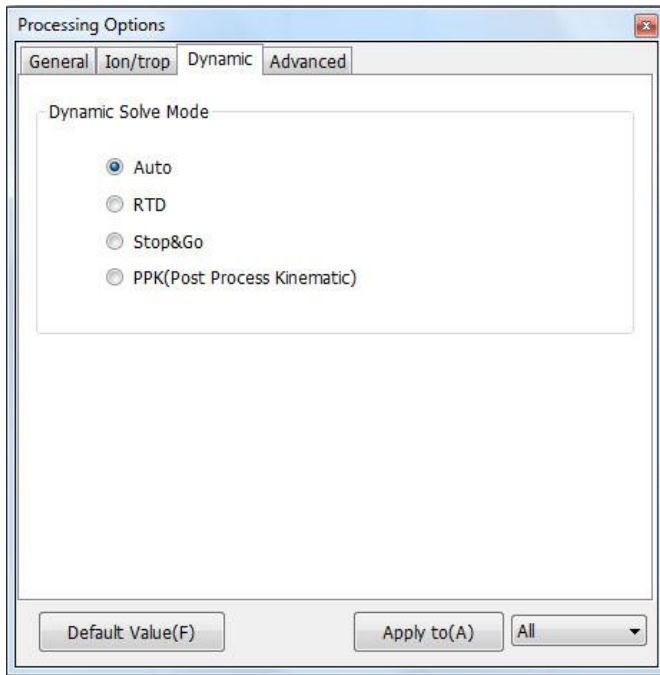 Processing Options
General Ion/trop Dynamic Advanced
Dynamic Solve Mode
Auto
RTD
Stop&Go
PPK(Post Process Kinematic)
Default Value(F) Apply to(A) All